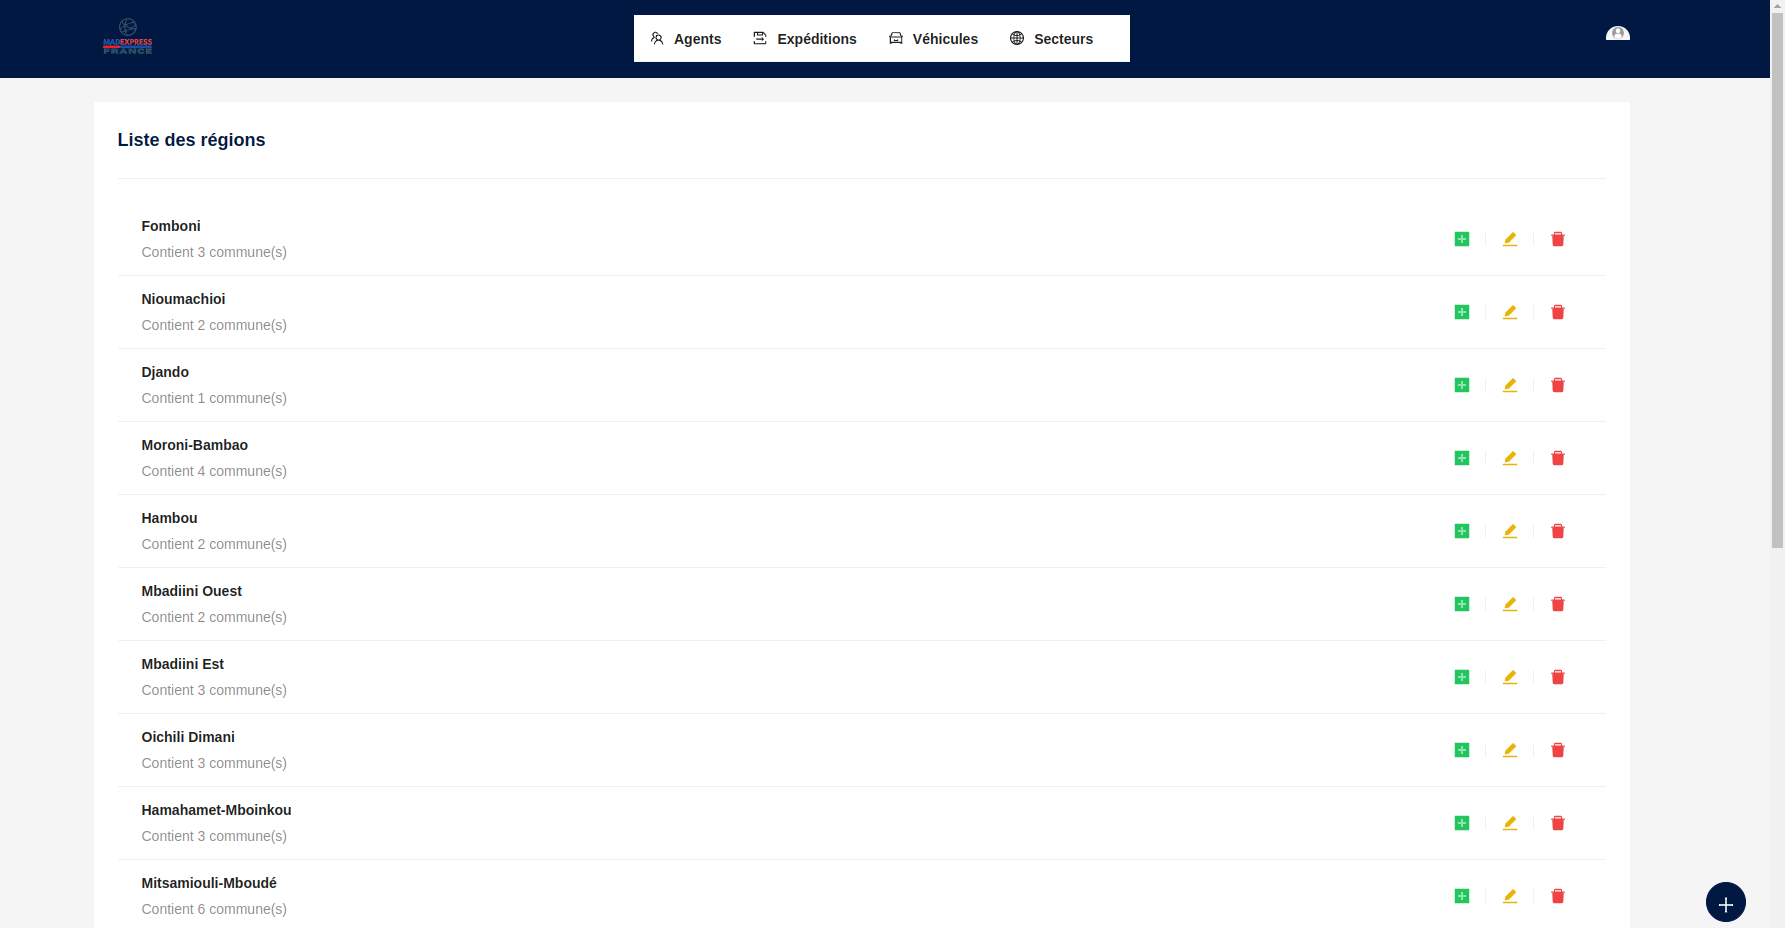 MADEXPRESS
FRANCE
Agents
Expéditions
Véhicules
Secteurs
Liste des régions
Fomboni
Contient 3 commune(s)
Nioumachioi
Contient 2 commune(s)
Djando
Contient 1 commune(s)
Moroni-Bambao
Contient 4 commune(s)
Hambou
Contient 2 commune(s)
Mbadiini Ouest
Contient 2 commune(s)
Mbadiini Est
Contient 3 commune(s)
Oichili Dimani
Contient 3 commune(s)
Hamahamet-Mboinkou
Contient 3 commune(s)
Mitsamiouli-Mboudé
Contient 6 commune(s)